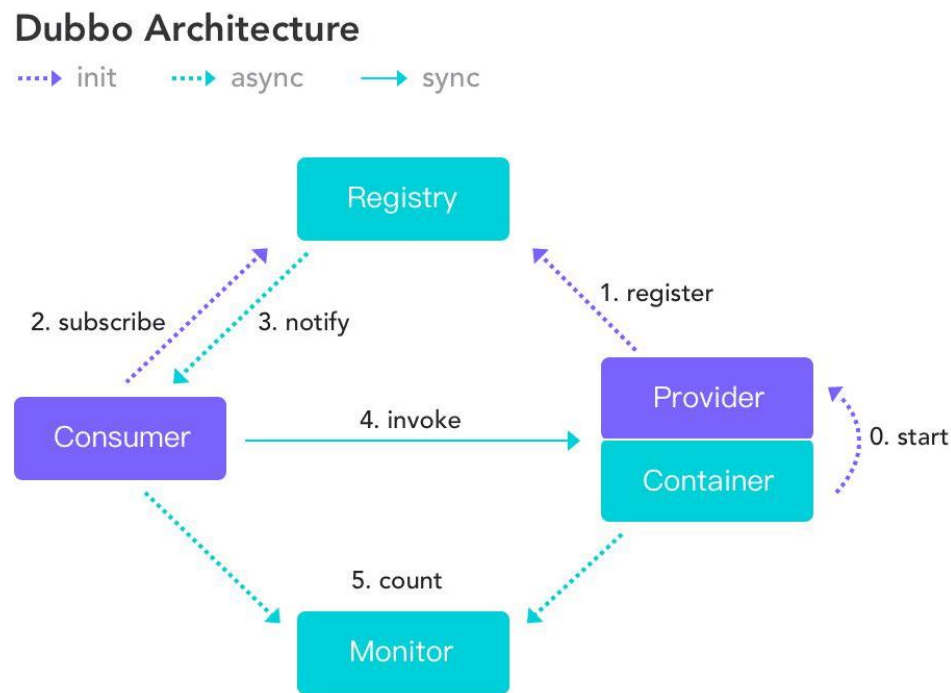 Dubbo Architecture
init async sync
Registry
1. register
2. subscribe 3. notify
Provider
4. invoke
Consumer
0. start
Container
5. count
Monitor